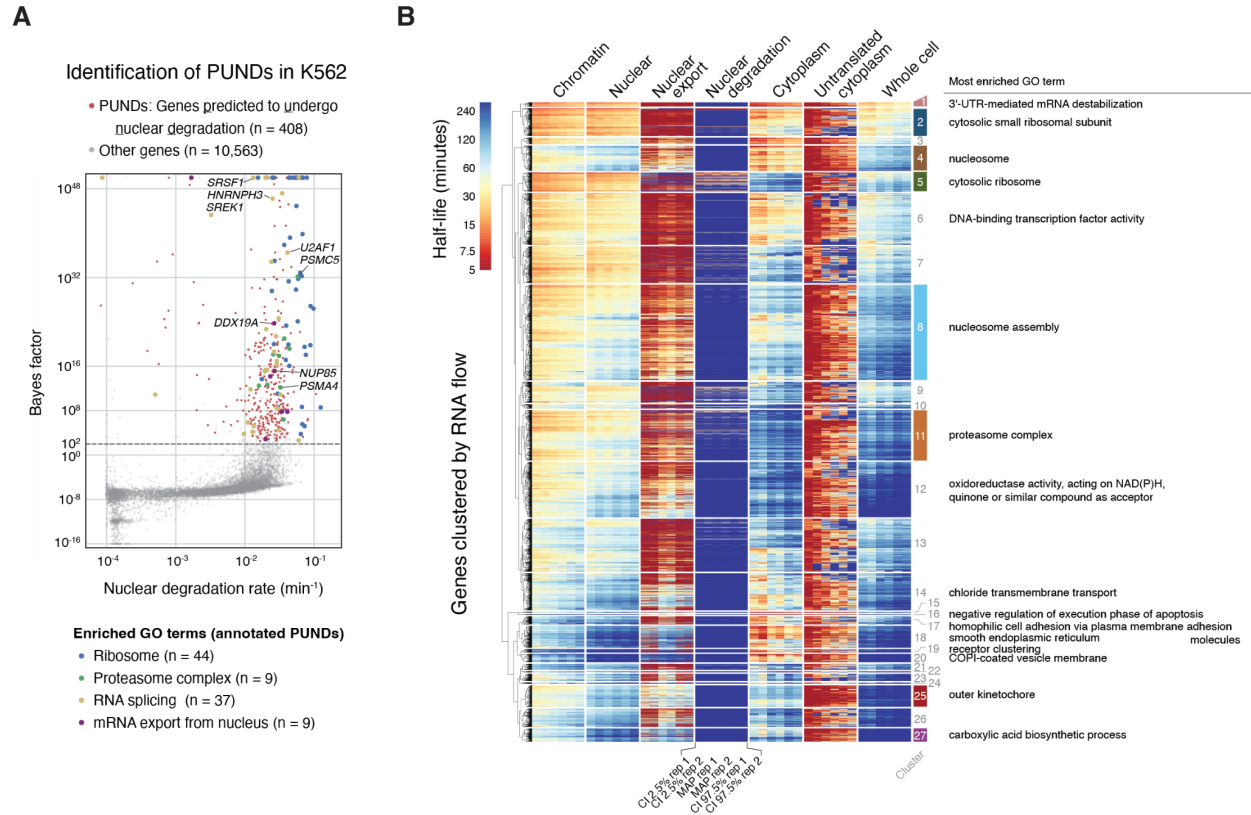 A
Identification of PUNDs in K562
PUNDs: Genes predicted to undergo
nuclear degradation (n = 408)
Other genes (n = 10,563)
Bayes factor
10^48
10^32
10^16
10^8
10^2
10^0
10^-8
10^-16
SRSF1
HNRNPH3
SREK1
U2AF1
PSMC5
DDX19A
NUP85
PSMA4
10^-4
10^-3
10^-2
10^-1
Nuclear degradation rate (min^-1)
Enriched GO terms (annotated PUNDs)
Ribosome (n = 44)
Proteasome complex (n = 9)
RNA splicing (n = 37)
mRNA export from nucleus (n = 9)
B
Half-life (minutes)
240
120
60
30
15
7.5
5
Chromatin
Nuclear
Nuclear export
Nuclear degradation
Cytoplasm
Untranslated cytoplasm
Whole cell
Most enriched GO term
Genes clustered by RNA flow
1 3'-UTR-mediated mRNA destabilization
2 cytosolic small ribosomal subunit
3
4 nucleosome
5 cytosolic ribosome
6 DNA-binding transcription factor activity
7
8 nucleosome assembly
9
10
11 proteasome complex
12 oxidoreductase activity, acting on NAD(P)H,
quinone or similar compound as acceptor
13
14 chloride transmembrane transport
15
16 negative regulation of execution phase of apoptosis
17 homophilic cell adhesion via plasma membrane adhesion
molecules
18 smooth endoplasmic reticulum
19 receptor clustering
20 COPI-coated vesicle membrane
21
22
23
24
25 outer kinetochore
26
27 carboxylic acid biosynthetic process
Cluster
CI 2.5% rep 1
CI 2.5% rep 2
MAP rep 1
MAP rep 2
CI 97.5% rep 1
CI 97.5% rep 2